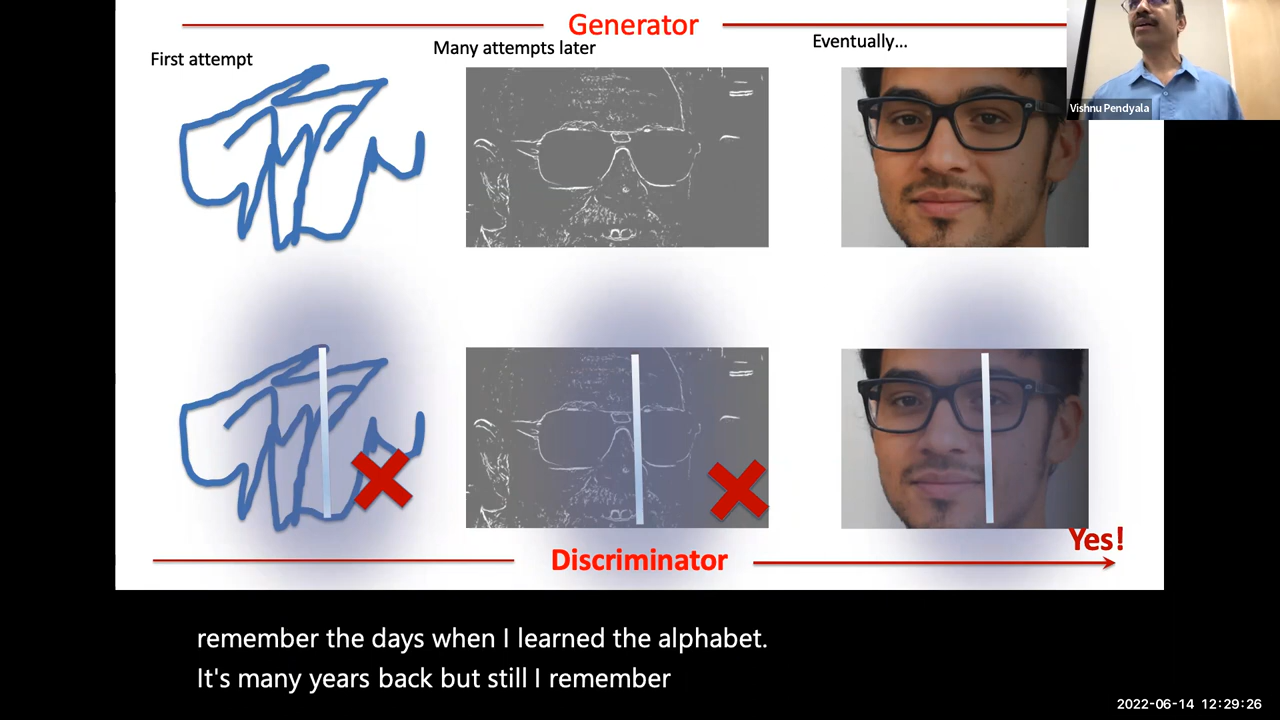 Generator
First attempt
Many attempts later
Eventually...
Vishnu Pendyala
Yes!
Discriminator
remember the days when I learned the alphabet.
It's many years back but still I remember
2022-06-14 12:29:26